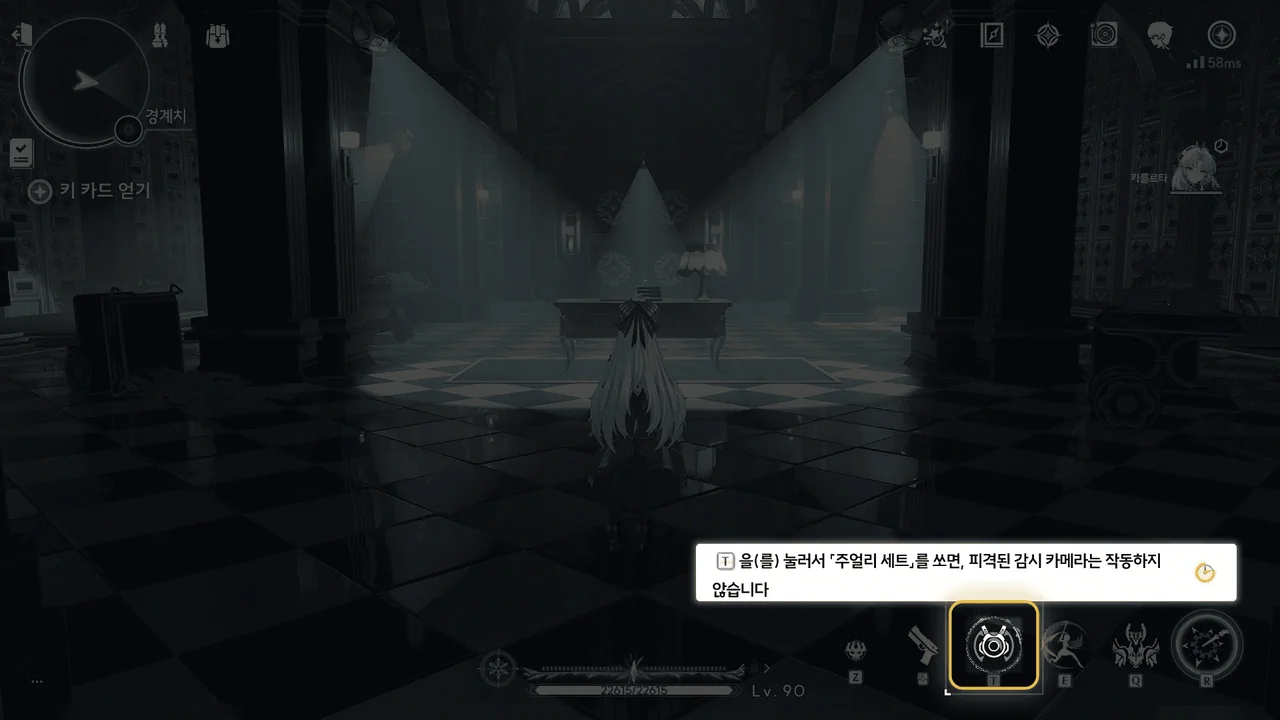 58ms
경계치
키 카드 얻기
카를로타
T 을(를) 눌러서 「주얼리 세트」를 쏘면, 피격된 감시 카메라는 작동하지
않습니다
Z
T
E
Q
R
22615/22615
Lv. 90